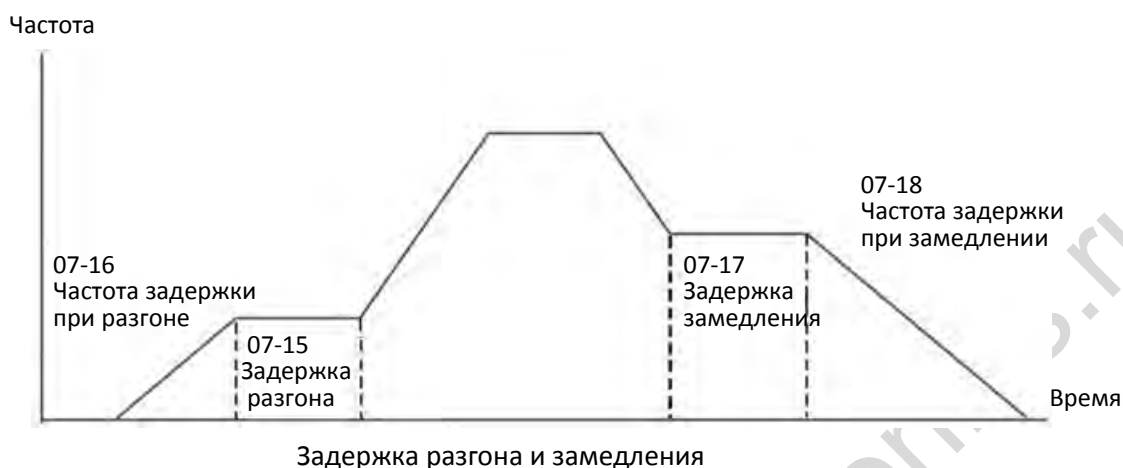 Частота
07-16
Частота задержки
при разгоне
07-15
Задержка
разгона
07-17
Задержка
замедления
07-18
Частота задержки
при замедлении
Время
Задержка разгона и замедления